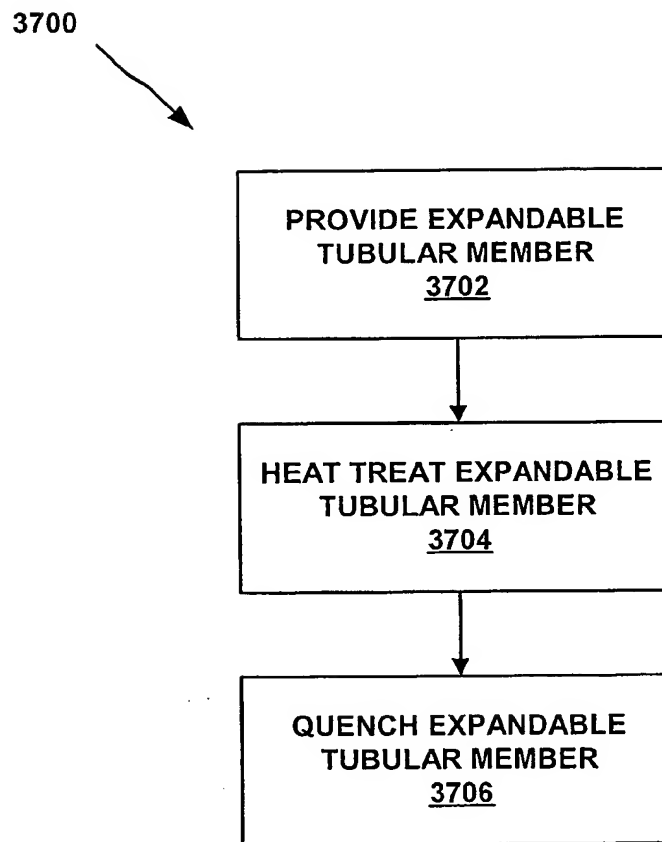 3700
PROVIDE EXPANDABLE
TUBULAR MEMBER
3702
HEAT TREAT EXPANDABLE
TUBULAR MEMBER
3704
QUENCH EXPANDABLE
TUBULAR MEMBER
3706